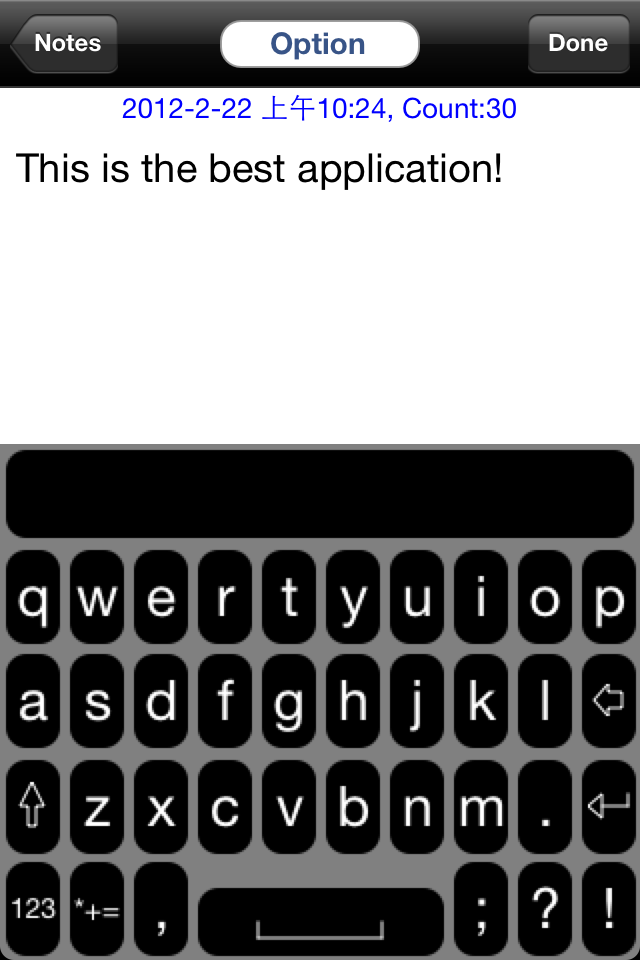 Notes Option Done
2012-2-22 上午10:24, Count:30
This is the best application!
q w e r t y u i o p
a s d f g h j k l
z x c v b n m .
123 *+= , ; ? !